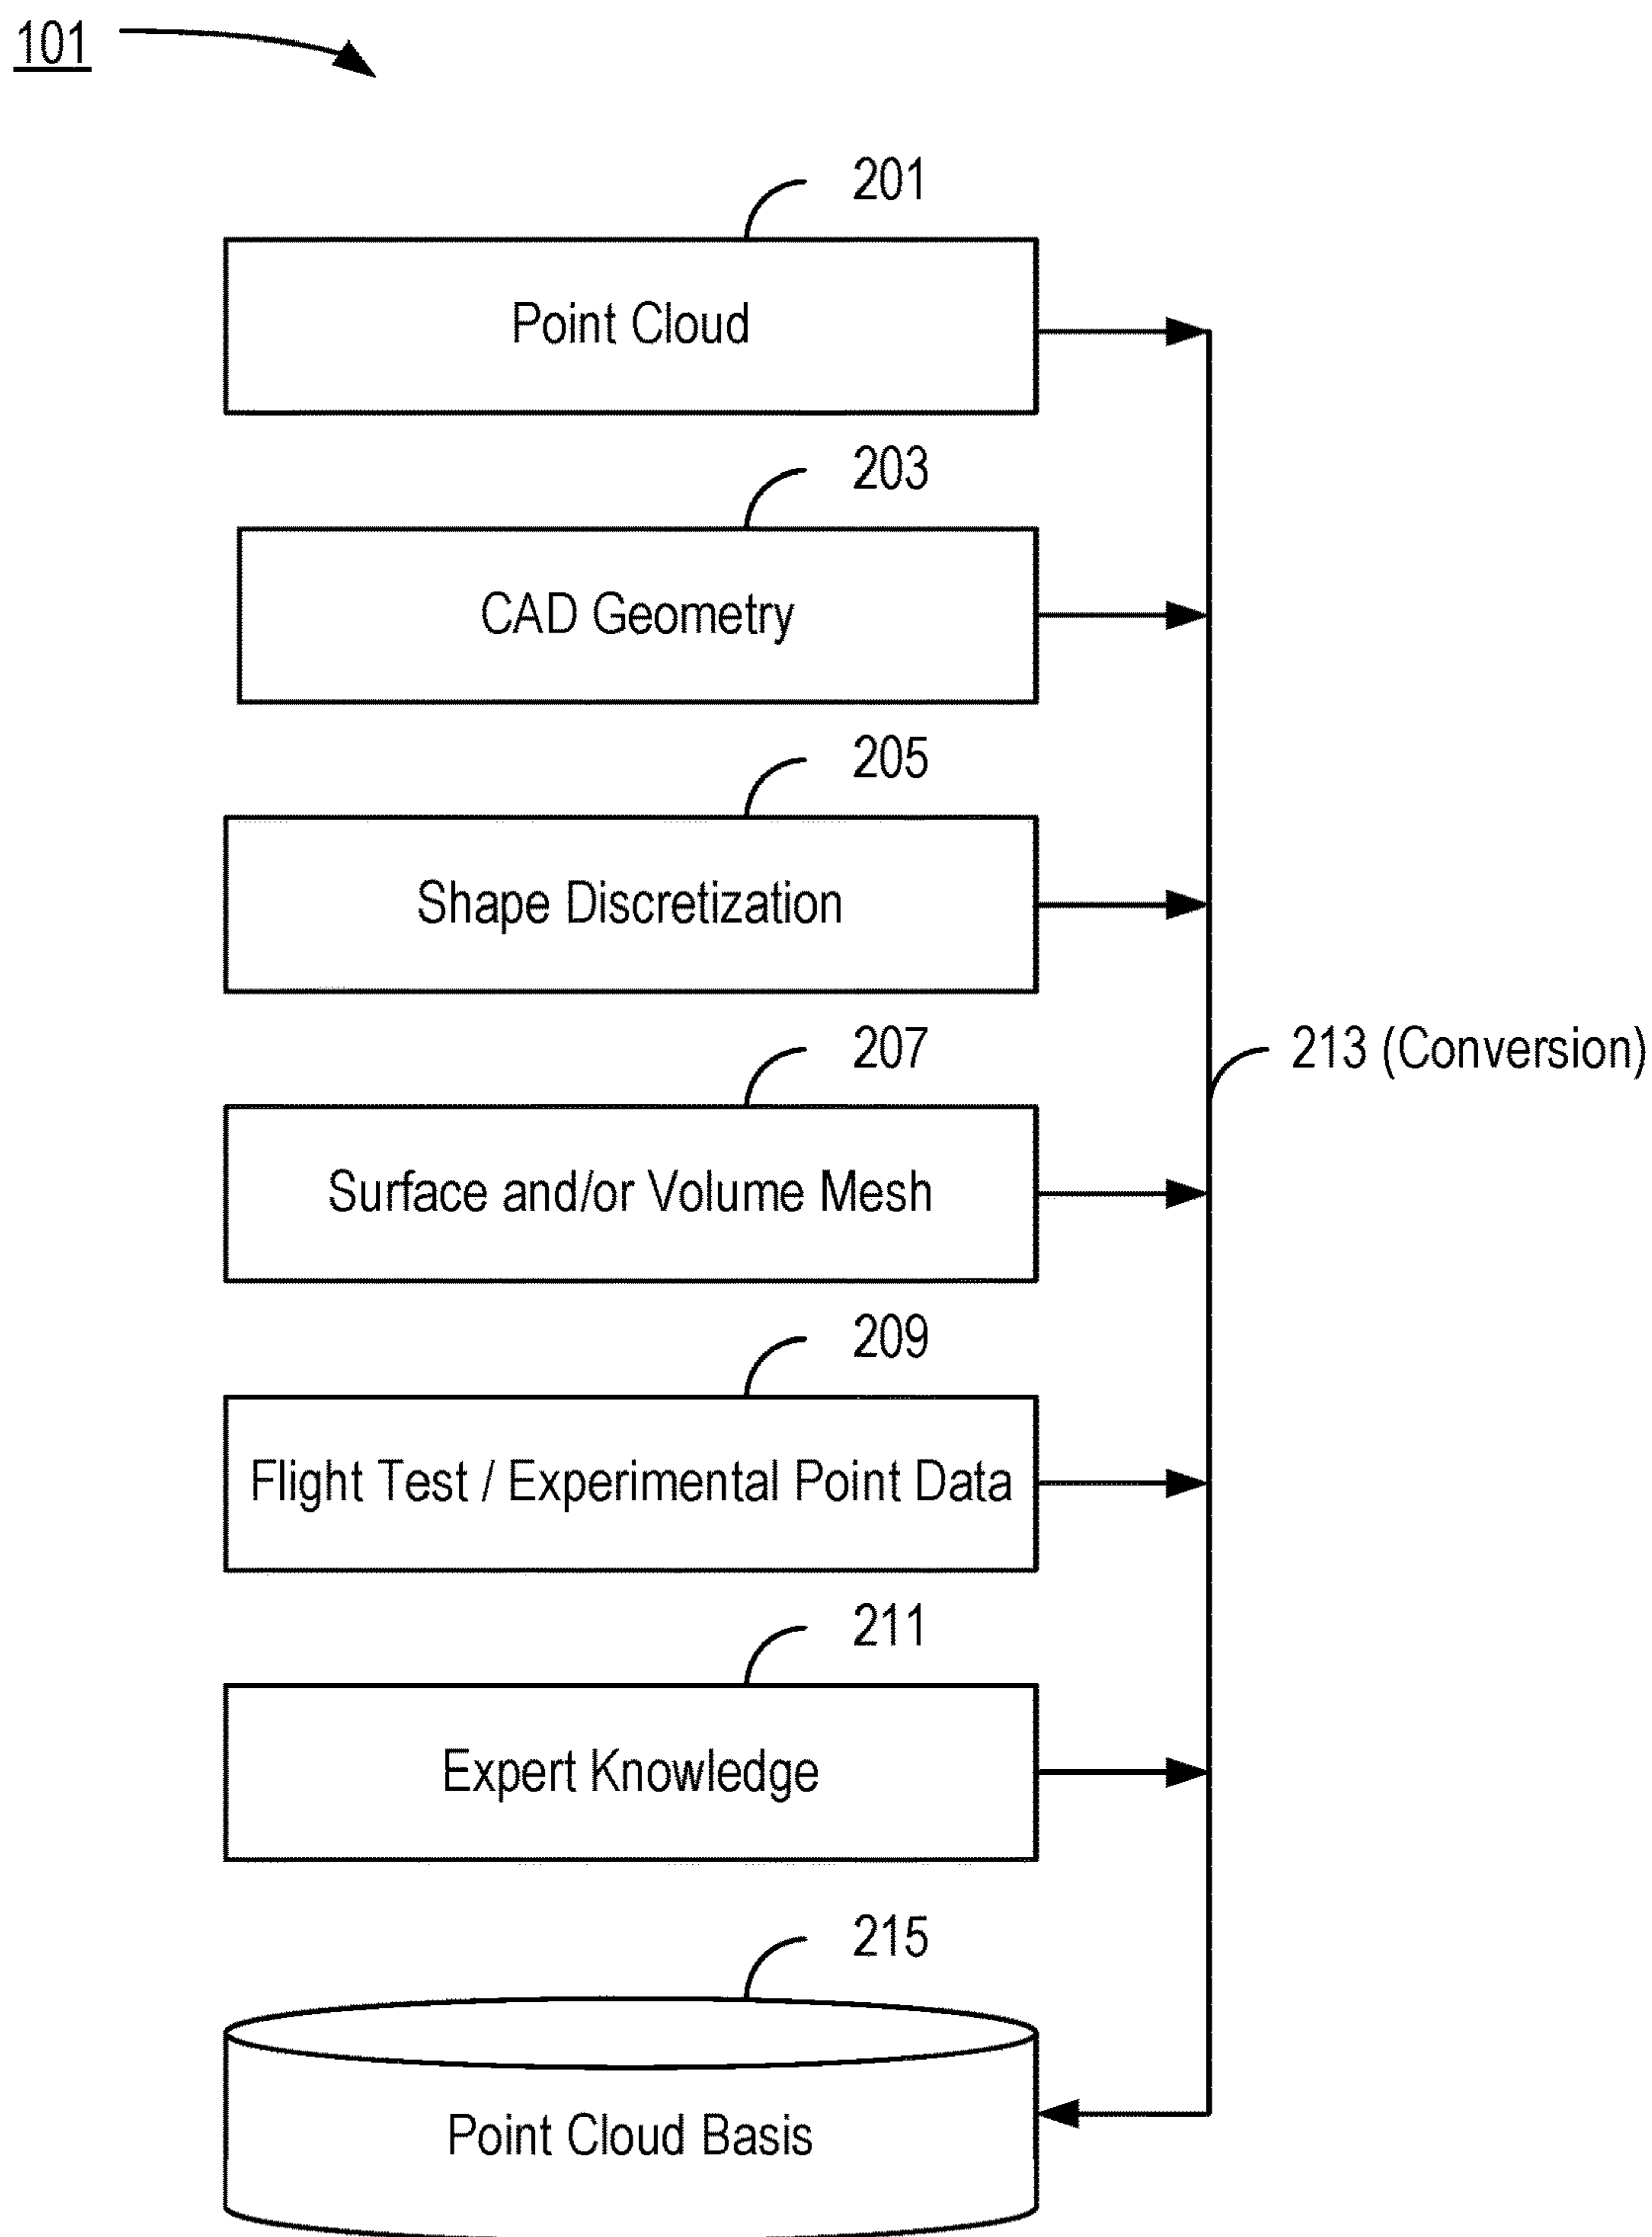 101
201
Point Cloud
203
CAD Geometry
205
Shape Discretization
207
213 (Conversion)
Surface and/or Volume Mesh
209
Flight Test / Experimental Point Data
211
Expert Knowledge
215
Point Cloud Basis